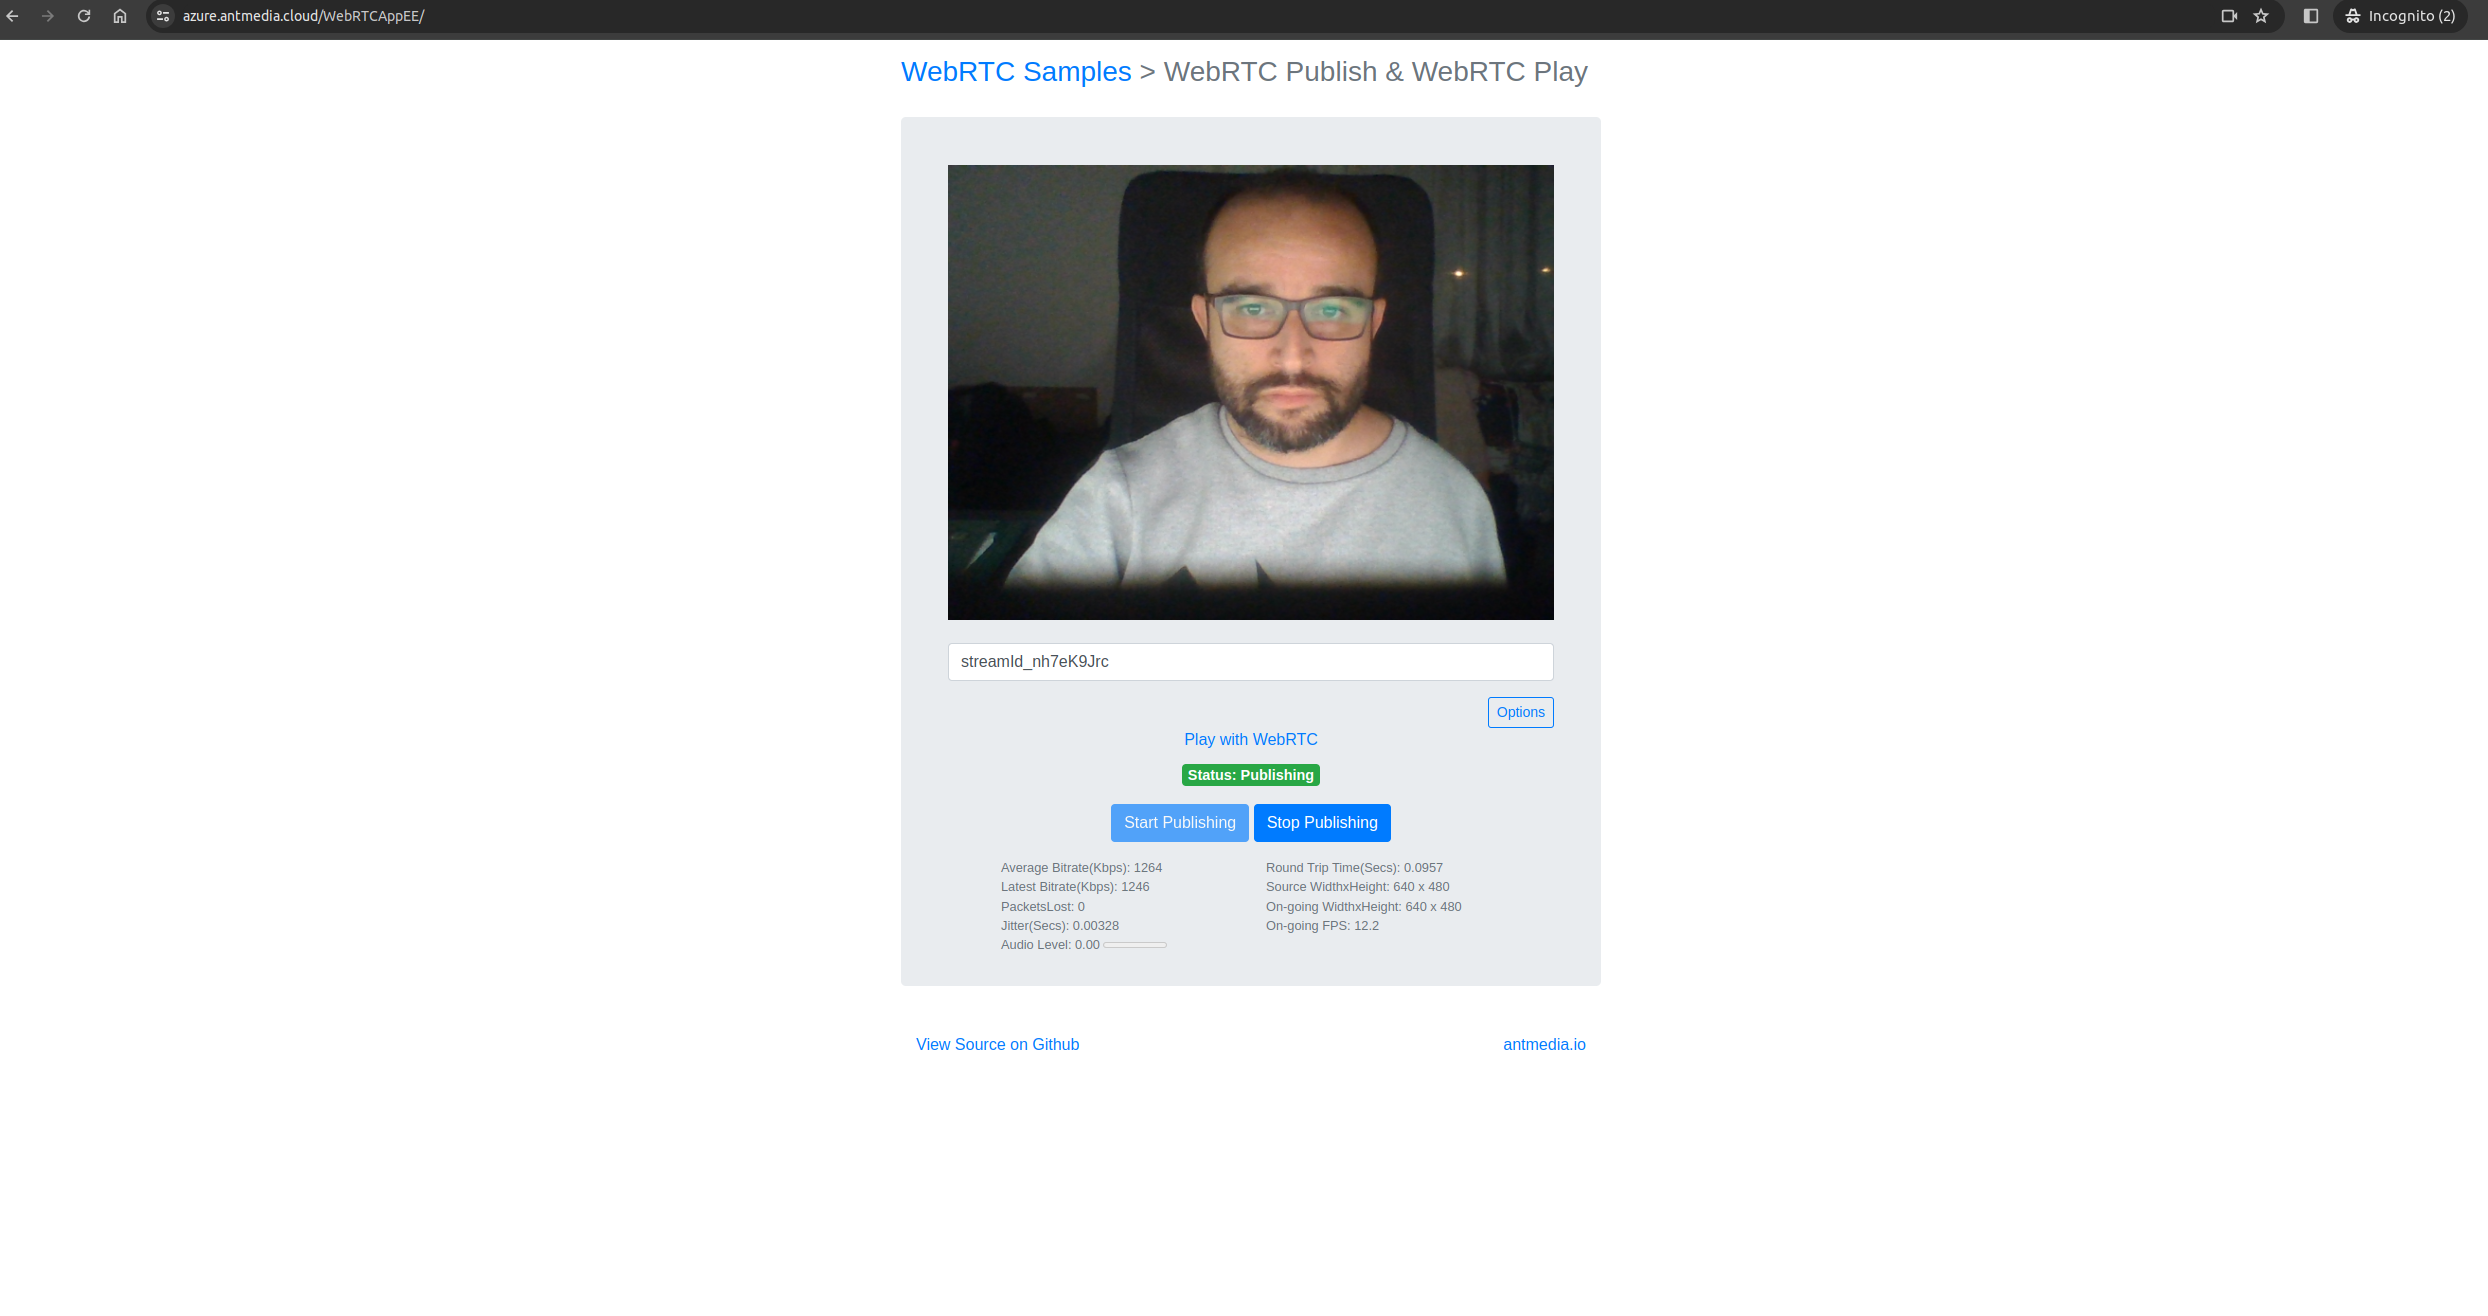 azure.antmedia.cloud/WebRTCAppEE/
Incognito (2)
WebRTC Samples > WebRTC Publish & WebRTC Play
streamId_nh7eK9Jrc
Options
Play with WebRTC
Status: Publishing
Start Publishing Stop Publishing
Average Bitrate(Kbps): 1264
Latest Bitrate(Kbps): 1246
PacketsLost: 0
Jitter(Secs): 0.00328
Audio Level: 0.00
Round Trip Time(Secs): 0.0957
Source WidthxHeight: 640 x 480
On-going WidthxHeight: 640 x 480
On-going FPS: 12.2
View Source on Github
antmedia.io